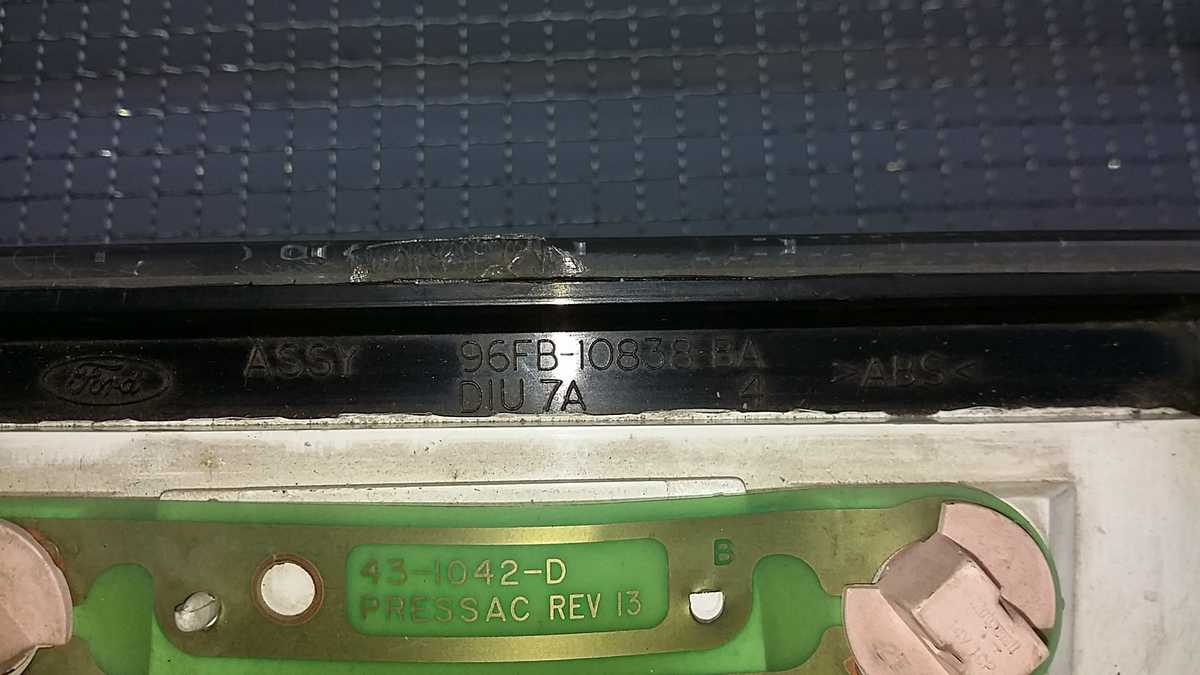 Ford
ASSY
96FB-10838-BA
DIU 7A 4
>ABS<
B
43-1042-D
PRESSAC REV 13